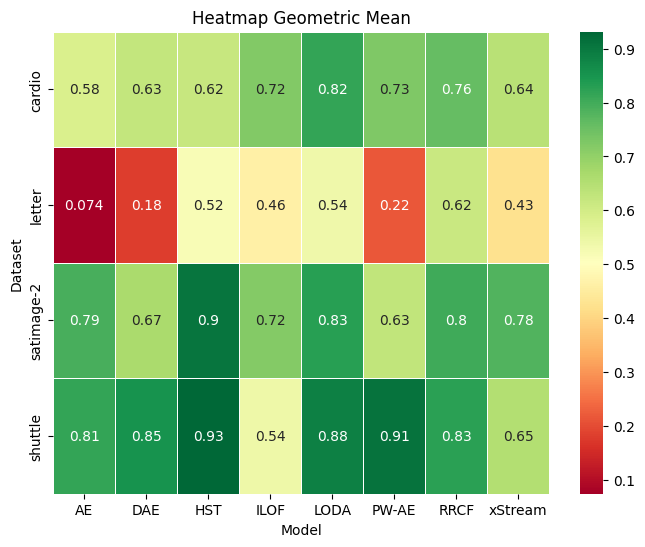 Heatmap Geometric Mean
Dataset
cardio
0.58 0.63 0.62 0.72 0.82 0.73 0.76 0.64
letter
0.074 0.18 0.52 0.46 0.54 0.22 0.62 0.43
satimage-2
0.79 0.67 0.9 0.72 0.83 0.63 0.8 0.78
shuttle
0.81 0.85 0.93 0.54 0.88 0.91 0.83 0.65
AE DAE HST ILOF LODA PW-AE RRCF xStream
Model
0.9
0.8
0.7
0.6
0.5
0.4
0.3
0.2
0.1